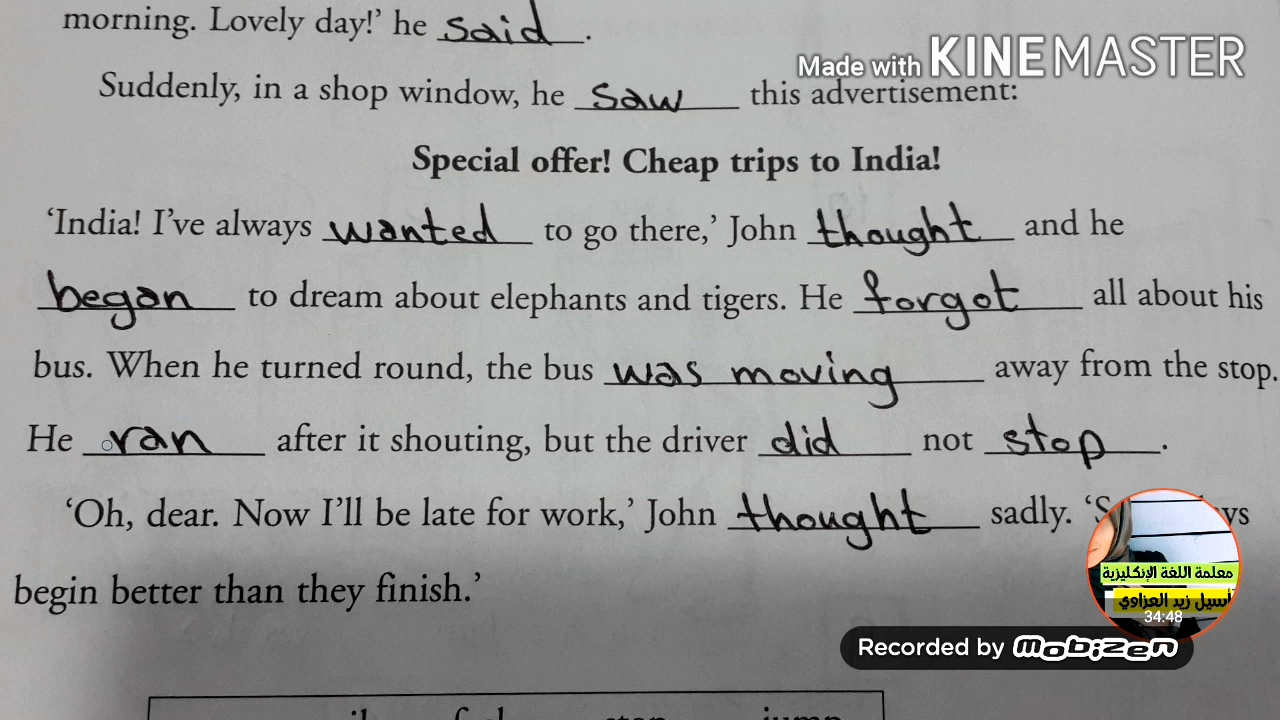 morning. Lovely day!' he said.
Made with KINEMASTER
Suddenly, in a shop window, he saw this advertisement:
Special offer! Cheap trips to India!
'India! I've always wanted to go there,' John thought and he
began to dream about elephants and tigers. He forgot all about his
bus. When he turned round, the bus was moving away from the stop.
He ran after it shouting, but the driver did not stop.
'Oh, dear. Now I'll be late for work,' John thought sadly.
begin better than they finish.'
معلمة اللغة الإنكليزية
أسيل زيد العزاوي
34:48
Recorded by mobizen
stop jump